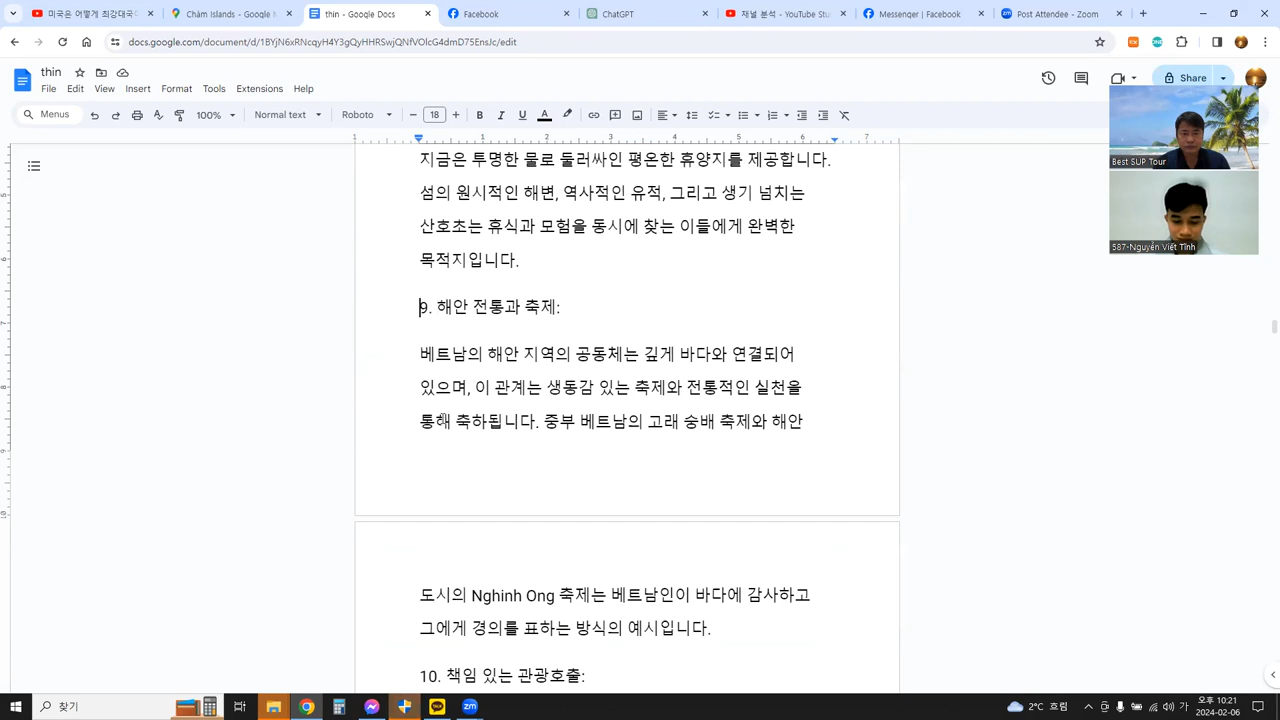 미국은 어떻게 최강대국이
Chàm Islands - Google M
thin - Google Docs
Facebook
ChatGPT
채널 분석 - YouTube Stu
Messenger | Facebook
Post Attendee - Zoom
docs.google.com/document/d/1BYjN6xRNcqyH4Y3gQyHHRSwjQNfVOlcG4dmD75EnsJc/edit
thin
File Edit View Insert Format Tools Extensions Help
Share
Menus
100%
Normal text
Roboto
18
B I U A
1 1 2 3 4 5 6 7
Best SUP Tour
587-Nguyễn Viết Tĩnh
지금은 투명한 물로 둘러싸인 평온한 휴양지를 제공합니다.
섬의 원시적인 해변, 역사적인 유적, 그리고 생기 넘치는
산호초는 휴식과 모험을 동시에 찾는 이들에게 완벽한
목적지입니다.
9. 해안 전통과 축제:
베트남의 해안 지역의 공동체는 깊게 바다와 연결되어
있으며, 이 관계는 생동감 있는 축제와 전통적인 실천을
통해 축하됩니다. 중부 베트남의 고래 숭배 축제와 해안
도시의 Nghinh Ong 축제는 베트남인이 바다에 감사하고
그에게 경의를 표하는 방식의 예시입니다.
10. 책임 있는 관광호출:
찾기
2°C 흐림
가
오후 10:21
2024-02-06